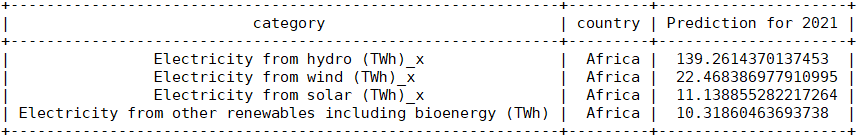 +----------------------------------------------------------+---------+---------------------+
| category | country | Prediction for 2021 |
+----------------------------------------------------------+---------+---------------------+
| Electricity from hydro (TWh)_x | Africa | 139.2614370137453 |
| Electricity from wind (TWh)_x | Africa | 22.468386977910995 |
| Electricity from solar (TWh)_x | Africa | 11.138855282217264 |
| Electricity from other renewables including bioenergy (TWh) | Africa | 10.31860463693738 |
+----------------------------------------------------------+---------+---------------------+